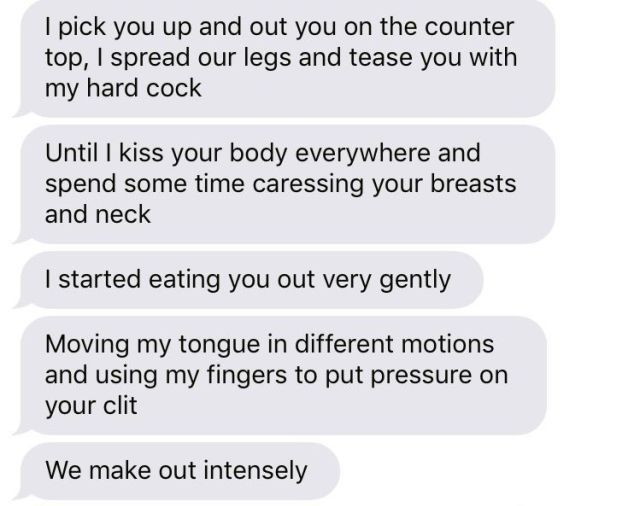 I pick you up and out you on the counter
top, I spread our legs and tease you with
my hard cock
Until I kiss your body everywhere and
spend some time caressing your breasts
and neck
I started eating you out very gently
Moving my tongue in different motions
and using my fingers to put pressure on
your clit
We make out intensely